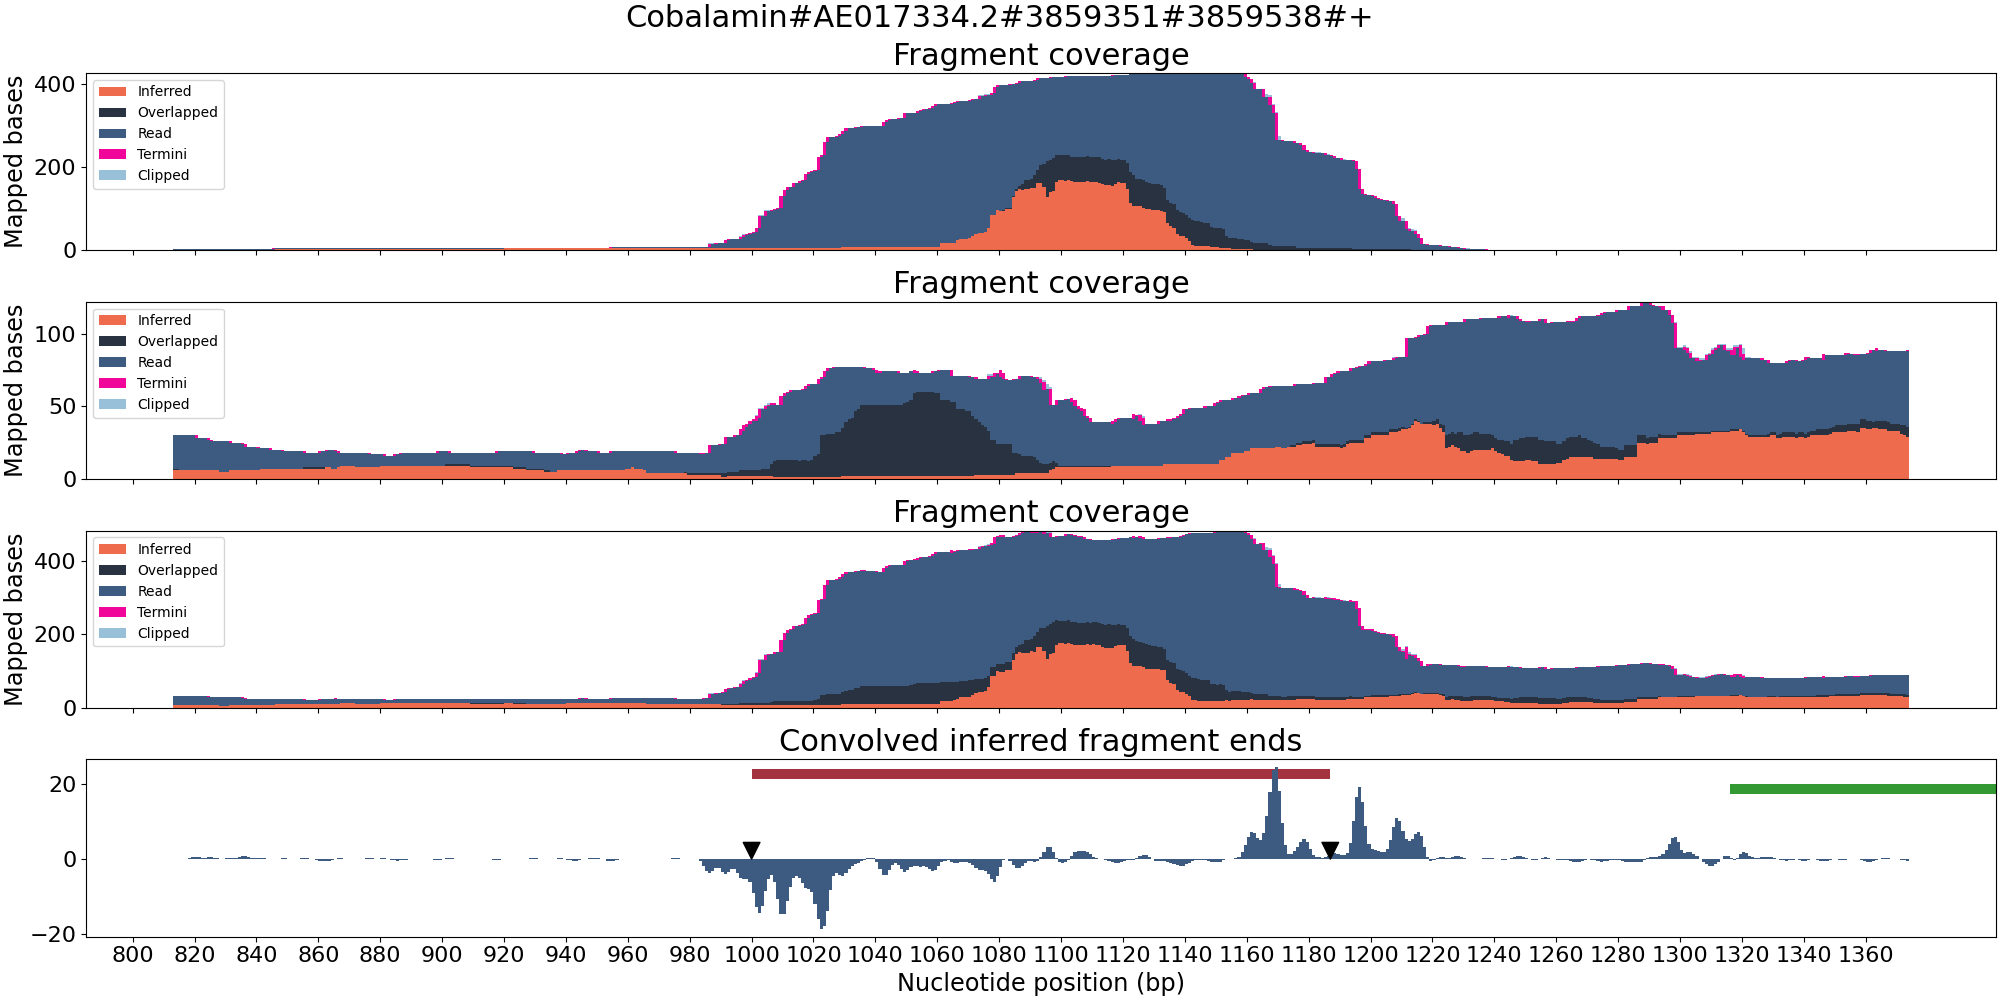 Cobalamin#AE017334.2#3859351#3859538#+
Fragment coverage
Mapped bases
400
200
0
Inferred
Overlapped
Read
Termini
Clipped
Fragment coverage
Mapped bases
100
50
0
Inferred
Overlapped
Read
Termini
Clipped
Fragment coverage
Mapped bases
400
200
0
Inferred
Overlapped
Read
Termini
Clipped
Convolved inferred fragment ends
20
0
−20
800 820 840 860 880 900 920 940 960 980 1000 1020 1040 1060 1080 1100 1120 1140 1160 1180 1200 1220 1240 1260 1280 1300 1320 1340 1360
Nucleotide position (bp)